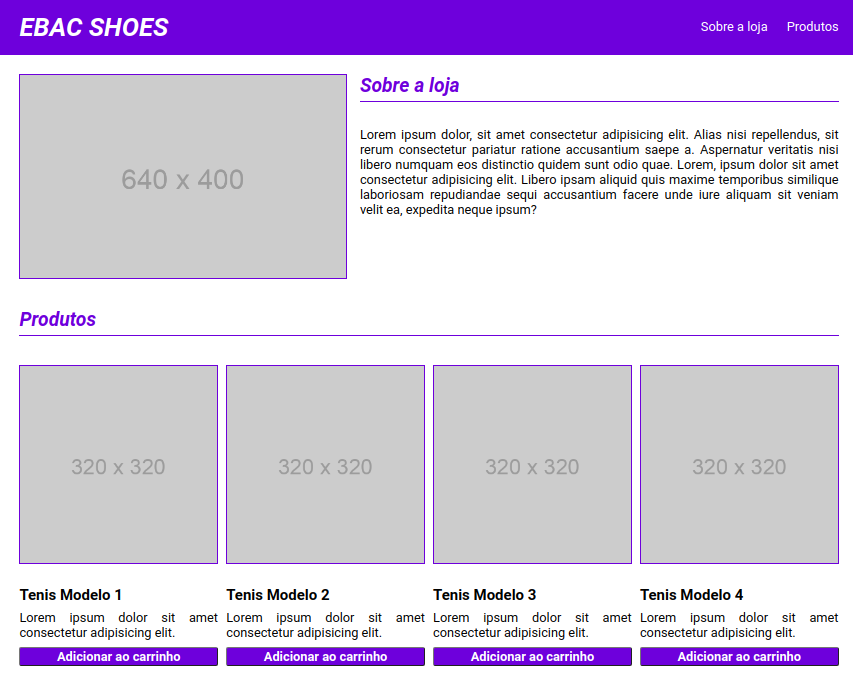 EBAC SHOES
Sobre a loja
Produtos
640 x 400
Sobre a loja
Lorem ipsum dolor, sit amet consectetur adipisicing elit. Alias nisi repellendus, sit
rerum consectetur pariatur ratione accusantium saepe a. Aspernatur veritatis nisi
libero numquam eos distinctio quidem sunt odio quae. Lorem, ipsum dolor sit amet
consectetur adipisicing elit. Libero ipsam aliquid quis maxime temporibus similique
laboriosam repudiandae sequi accusantium facere unde iure aliquam sit veniam
velit ea, expedita neque ipsum?
Produtos
320 x 320
Tenis Modelo 1
Lorem ipsum dolor sit amet
consectetur adipisicing elit.
Adicionar ao carrinho
320 x 320
Tenis Modelo 2
Lorem ipsum dolor sit amet
consectetur adipisicing elit.
Adicionar ao carrinho
320 x 320
Tenis Modelo 3
Lorem ipsum dolor sit amet
consectetur adipisicing elit.
Adicionar ao carrinho
320 x 320
Tenis Modelo 4
Lorem ipsum dolor sit amet
consectetur adipisicing elit.
Adicionar ao carrinho